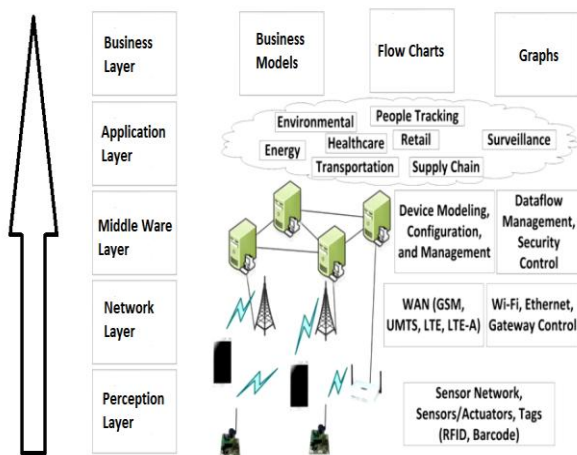 Business
Layer
Business
Models
Flow Charts
Graphs
Application
Layer
Environmental
People Tracking
Energy
Healthcare
Retail
Surveillance
Transportation
Supply Chain
Middle Ware
Layer
Device Modeling,
Configuration,
and Management
Dataflow
Management,
Security
Control
Network
Layer
WAN (GSM,
UMTS, LTE, LTE-A)
Wi-Fi, Ethernet,
Gateway Control
Perception
Layer
Sensor Network,
Sensors/Actuators, Tags
(RFID, Barcode)